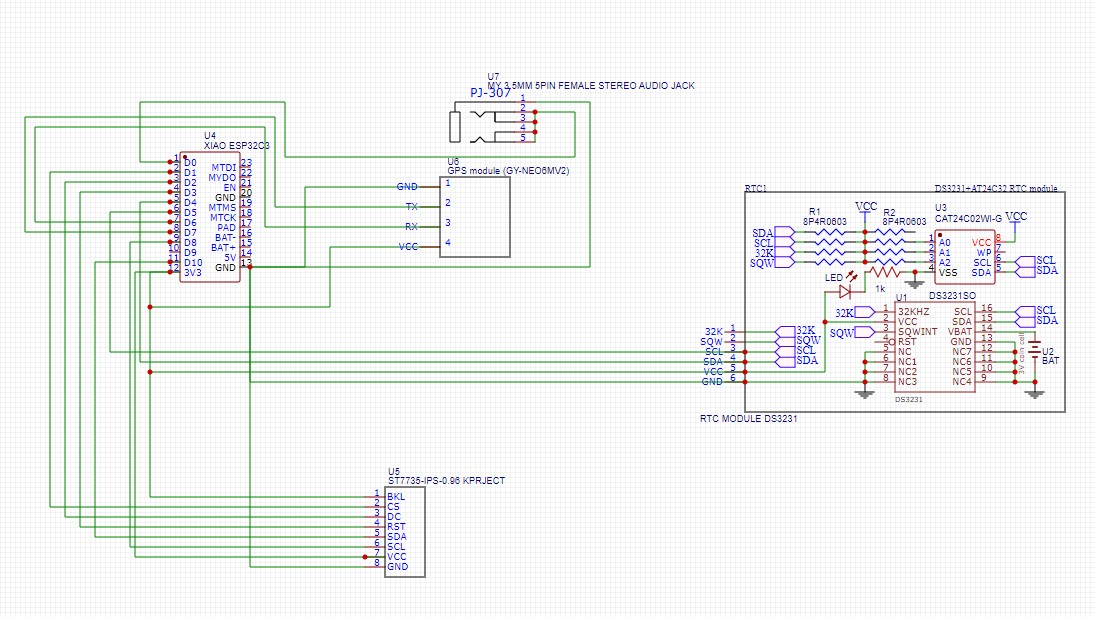 U7
MY 3.5MM 5PIN FEMALE STEREO AUDIO JACK
PJ-307
1
2
3
4
5
U4
XIAO ESP32C3
1 D0
2 D1
3 D2
4 D3
5 D4
6 D5
7 D6
8 D7
9 D8
10 D9
11 D10
12 3V3
MTDI 23
MYDO 22
EN 21
GND 20
MTMS 19
MTCK 18
PAD 17
BAT- 16
BAT+ 15
5V 14
GND 13
U6
GPS module (GY-NEO6MV2)
GND 1
TX 2
RX 3
VCC 4
RTC1
DS3231+AT24C32 RTC module
R1
8P4R0603
VCC
R2
8P4R0603
U3
CAT24C02WI-G
VCC
SDA
SCL
32K
SQW
1 A0
2 A1
3 A2
4 VSS
VCC 8
WP 7
SCL 6
SDA 5
SCL
SDA
LED
1k
U1
DS3231SO
32K
SQW
1 32KHZ
2 VCC
3 SQWINT
4 RST
5 NC
6 NC1
7 NC2
8 NC3
SCL 16
SDA 15
VBAT 14
GND 13
NC7 12
NC6 11
NC5 10
NC4 9
SCL
SDA
3V coin cell
U2
BAT
DS3231
32K 1
SQW 2
SCL 3
SDA 4
VCC 5
GND 6
32K
SQW
SCL
SDA
RTC MODULE DS3231
U5
ST7735-IPS-0.96 KPRJECT
1 BKL
2 CS
3 DC
4 RST
5 SDA
6 SCL
7 VCC
8 GND